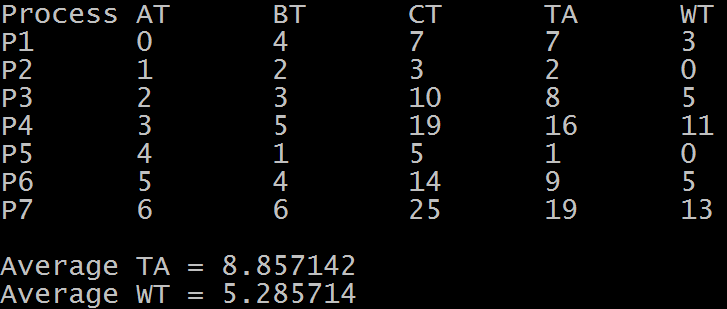 Process AT BT CT TA WT
P1 0 4 7 7 3
P2 1 2 3 2 0
P3 2 3 10 8 5
P4 3 5 19 16 11
P5 4 1 5 1 0
P6 5 4 14 9 5
P7 6 6 25 19 13
Average TA = 8.857142
Average WT = 5.285714